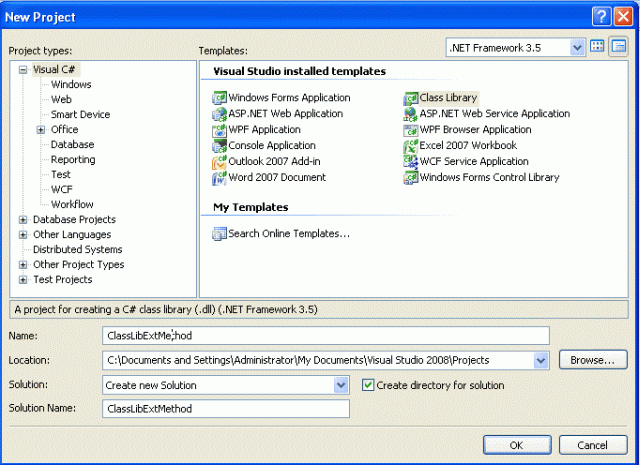 New Project
Project types:
Templates:
.NET Framework 3.5
Visual C#
Windows
Web
Smart Device
Office
Database
Reporting
Test
WCF
Workflow
Database Projects
Other Languages
Distributed Systems
Other Project Types
Test Projects
Visual Studio installed templates
Windows Forms Application
Class Library
ASP.NET Web Application
ASP.NET Web Service Application
WPF Application
WPF Browser Application
Console Application
Excel 2007 Workbook
Outlook 2007 Add-in
WCF Service Application
Word 2007 Document
Windows Forms Control Library
My Templates
Search Online Templates...
A project for creating a C# class library (.dll) (.NET Framework 3.5)
Name:
ClassLibExtMethod
Location:
C:\Documents and Settings\Administrator\My Documents\Visual Studio 2008\Projects
Browse...
Solution:
Create new Solution
Create directory for solution
Solution Name:
ClassLibExtMethod
OK
Cancel